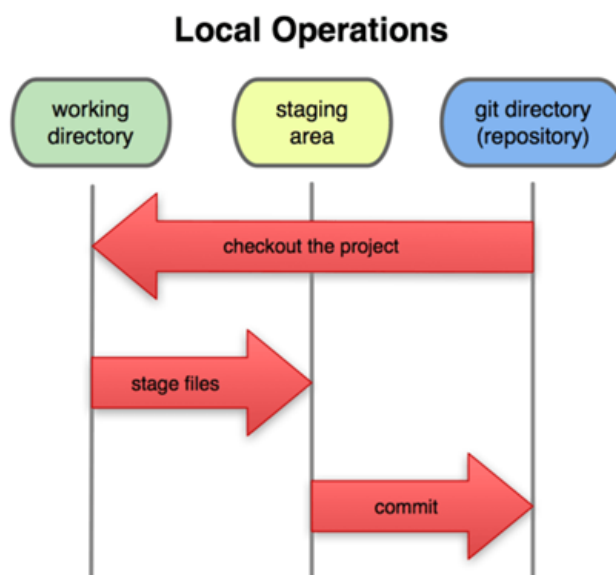 Local Operations
working
directory
staging
area
git directory
(repository)
checkout the project
stage files
commit